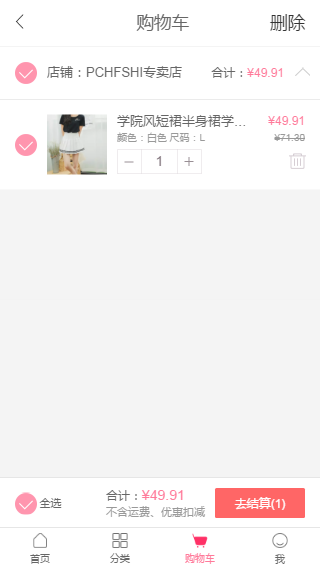 购物车
删除
店铺：PCHFSHI专卖店
合计：¥49.91
学院风短裙半身裙学...
¥49.91
颜色：白色 尺码：L
¥71.30
1
全选
合计：¥49.91
不含运费、优惠扣减
去结算(1)
首页
分类
购物车
我